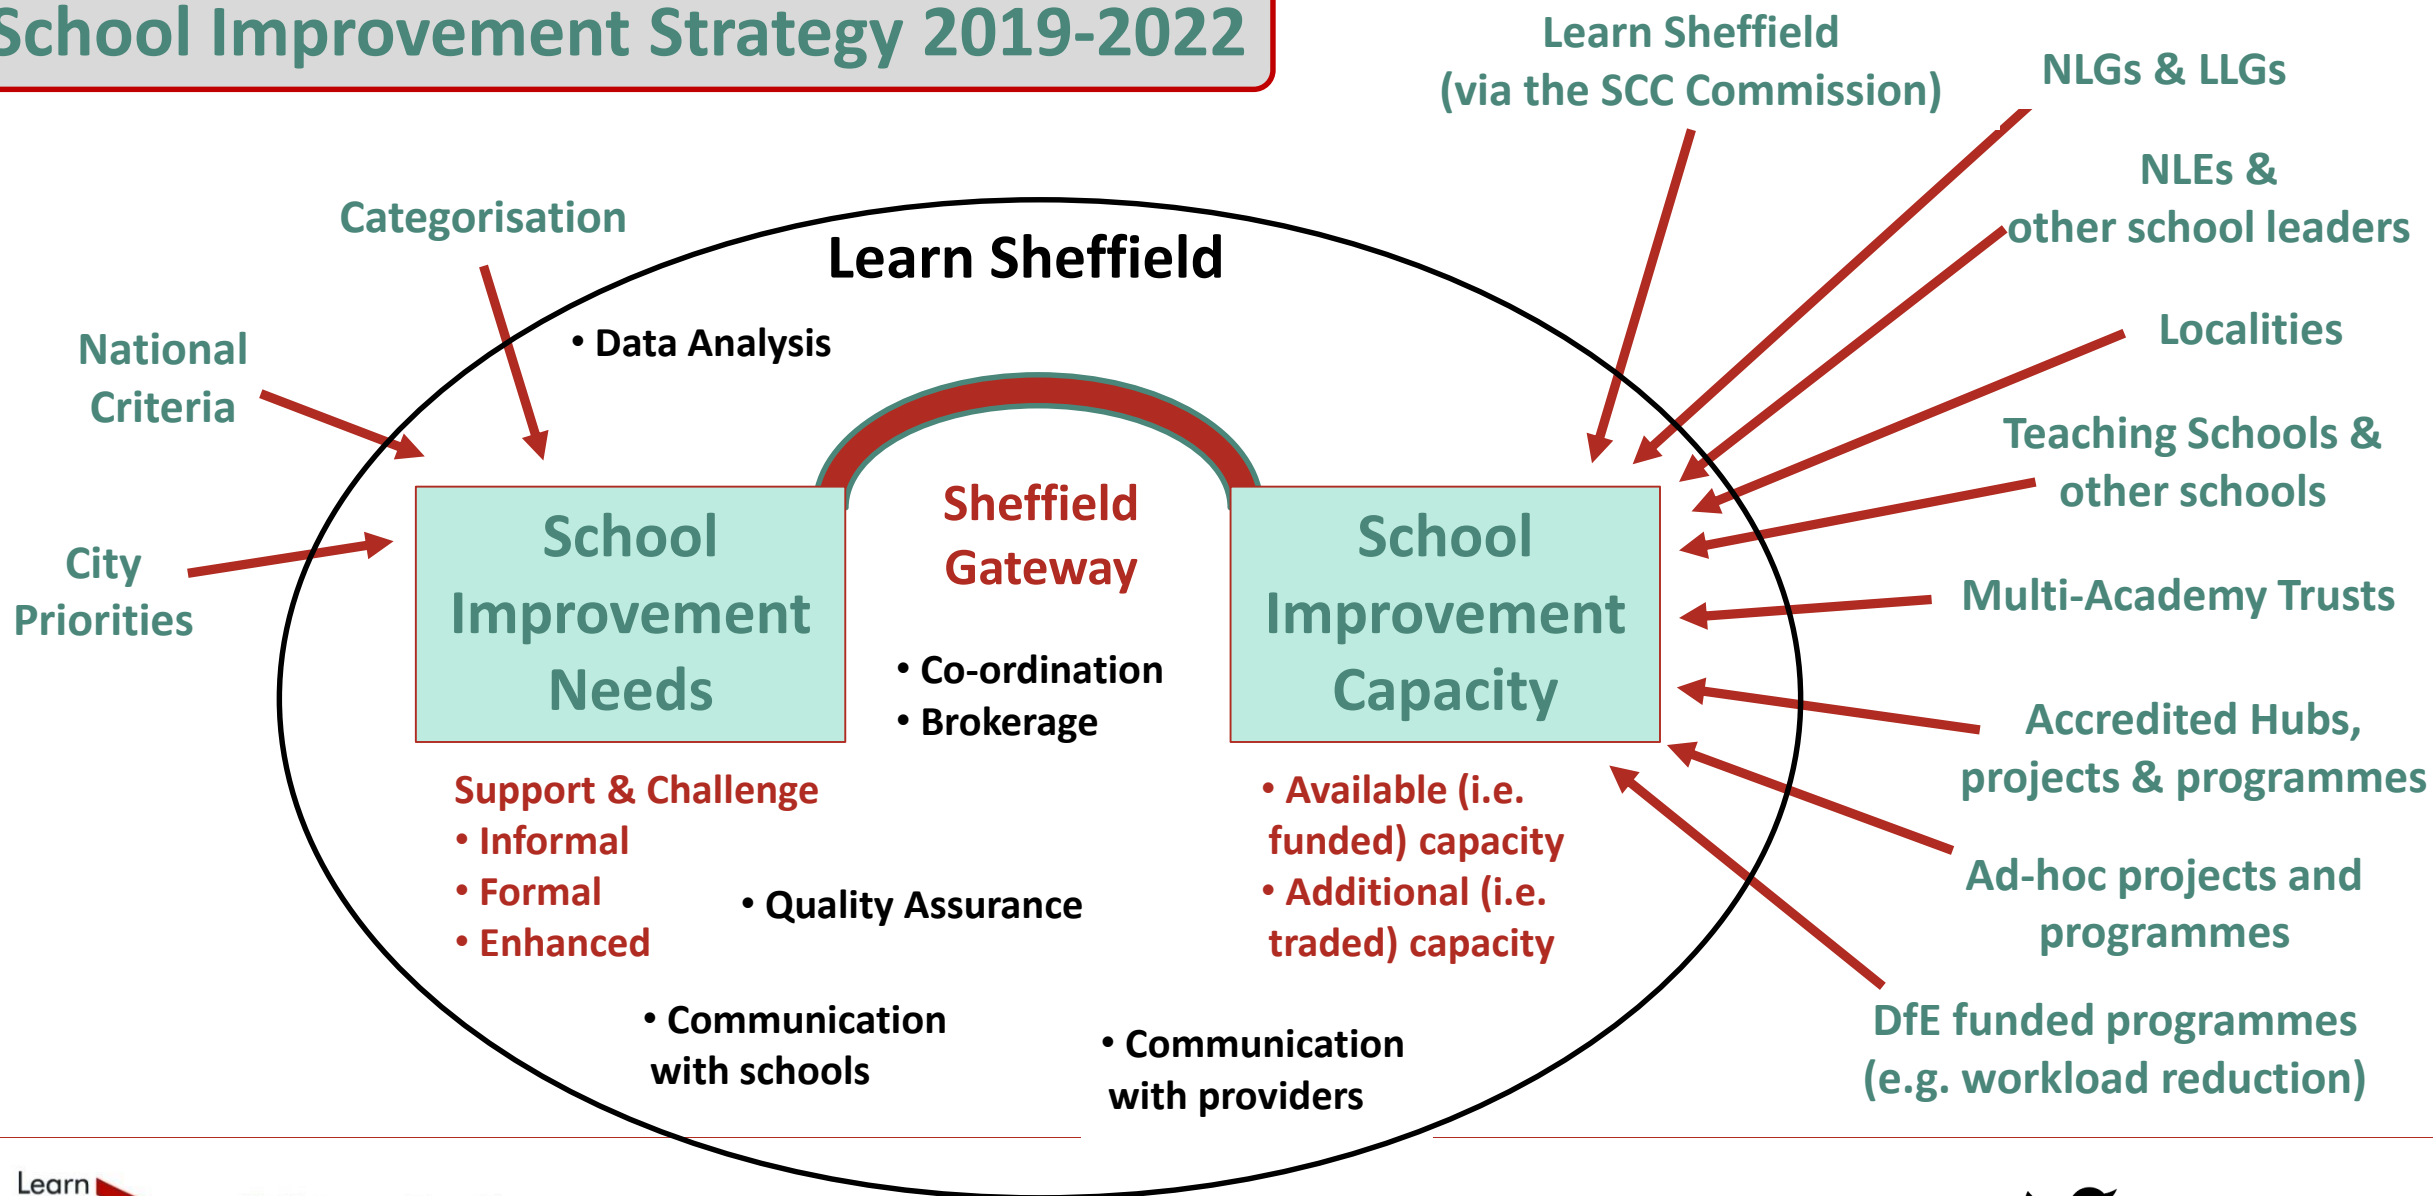 School Improvement Strategy 2019-2022
Learn Sheffield
(via the SCC Commission)
NLGs & LLGs
NLEs &
other school leaders
Localities
Teaching Schools &
other schools
Multi-Academy Trusts
Accredited Hubs,
projects & programmes
Ad-hoc projects and
programmes
DfE funded programmes
(e.g. workload reduction)
Categorisation
National
Criteria
City
Priorities
Learn Sheffield
• Data Analysis
School
Improvement
Needs
Sheffield
Gateway
• Co-ordination
• Brokerage
School
Improvement
Capacity
Support & Challenge
• Informal
• Formal
• Enhanced
• Quality Assurance
• Available (i.e.
funded) capacity
• Additional (i.e.
traded) capacity
• Communication
with schools
• Communication
with providers
Learn